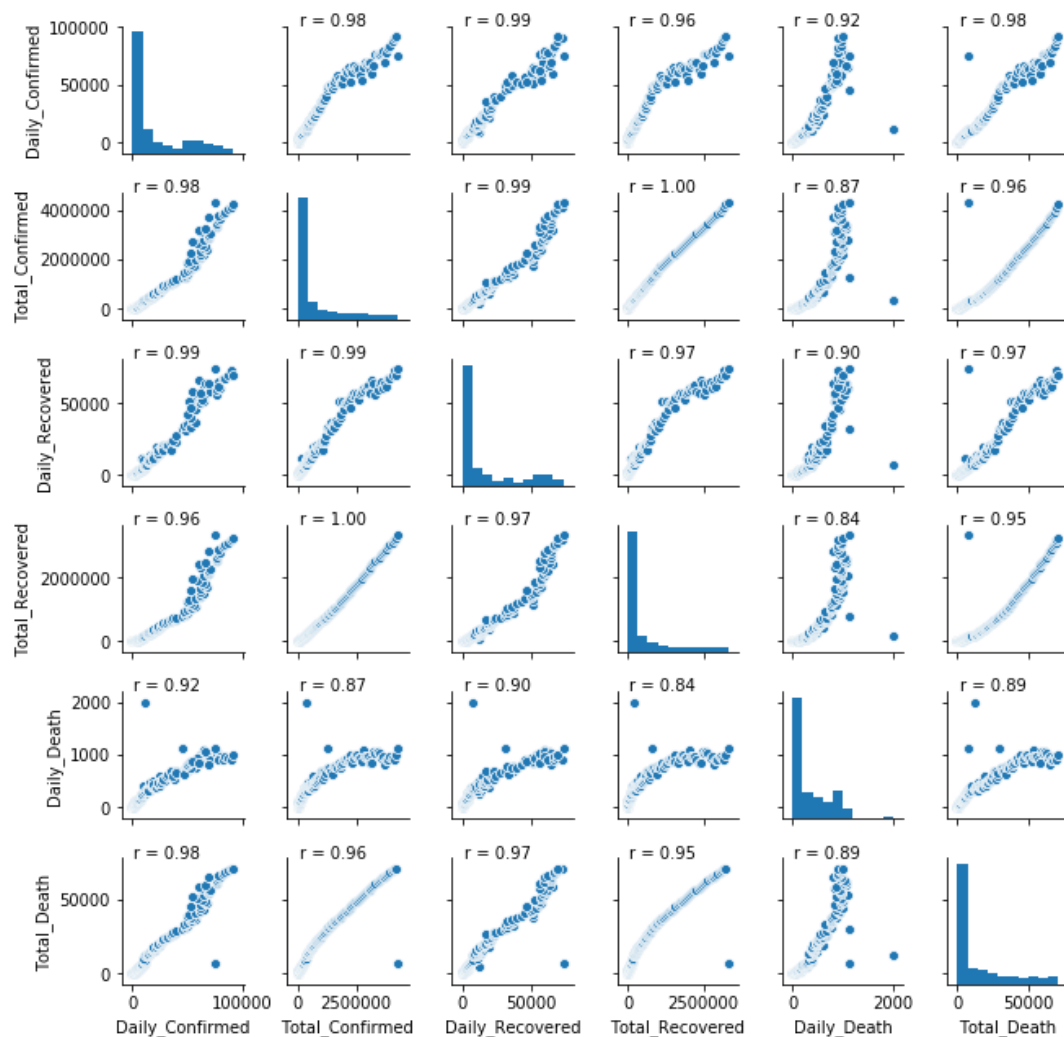 100000
r = 0.98
r = 0.99
r = 0.96
r = 0.92
r = 0.98
50000
0
Daily_Confirmed
r = 0.98
r = 0.99
r = 1.00
r = 0.87
r = 0.96
4000000
2000000
0
Total_Confirmed
r = 0.99
r = 0.99
r = 0.97
r = 0.90
r = 0.97
50000
0
Daily_Recovered
r = 0.96
r = 1.00
r = 0.97
r = 0.84
r = 0.95
2000000
0
Total_Recovered
r = 0.92
r = 0.87
r = 0.90
r = 0.84
r = 0.89
2000
1000
0
Daily_Death
r = 0.98
r = 0.96
r = 0.97
r = 0.95
r = 0.89
50000
0
Total_Death
0 100000 0 2500000 0 50000 0 2500000 0 2000 0 50000
Daily_Confirmed Total_Confirmed Daily_Recovered Total_Recovered Daily_Death Total_Death